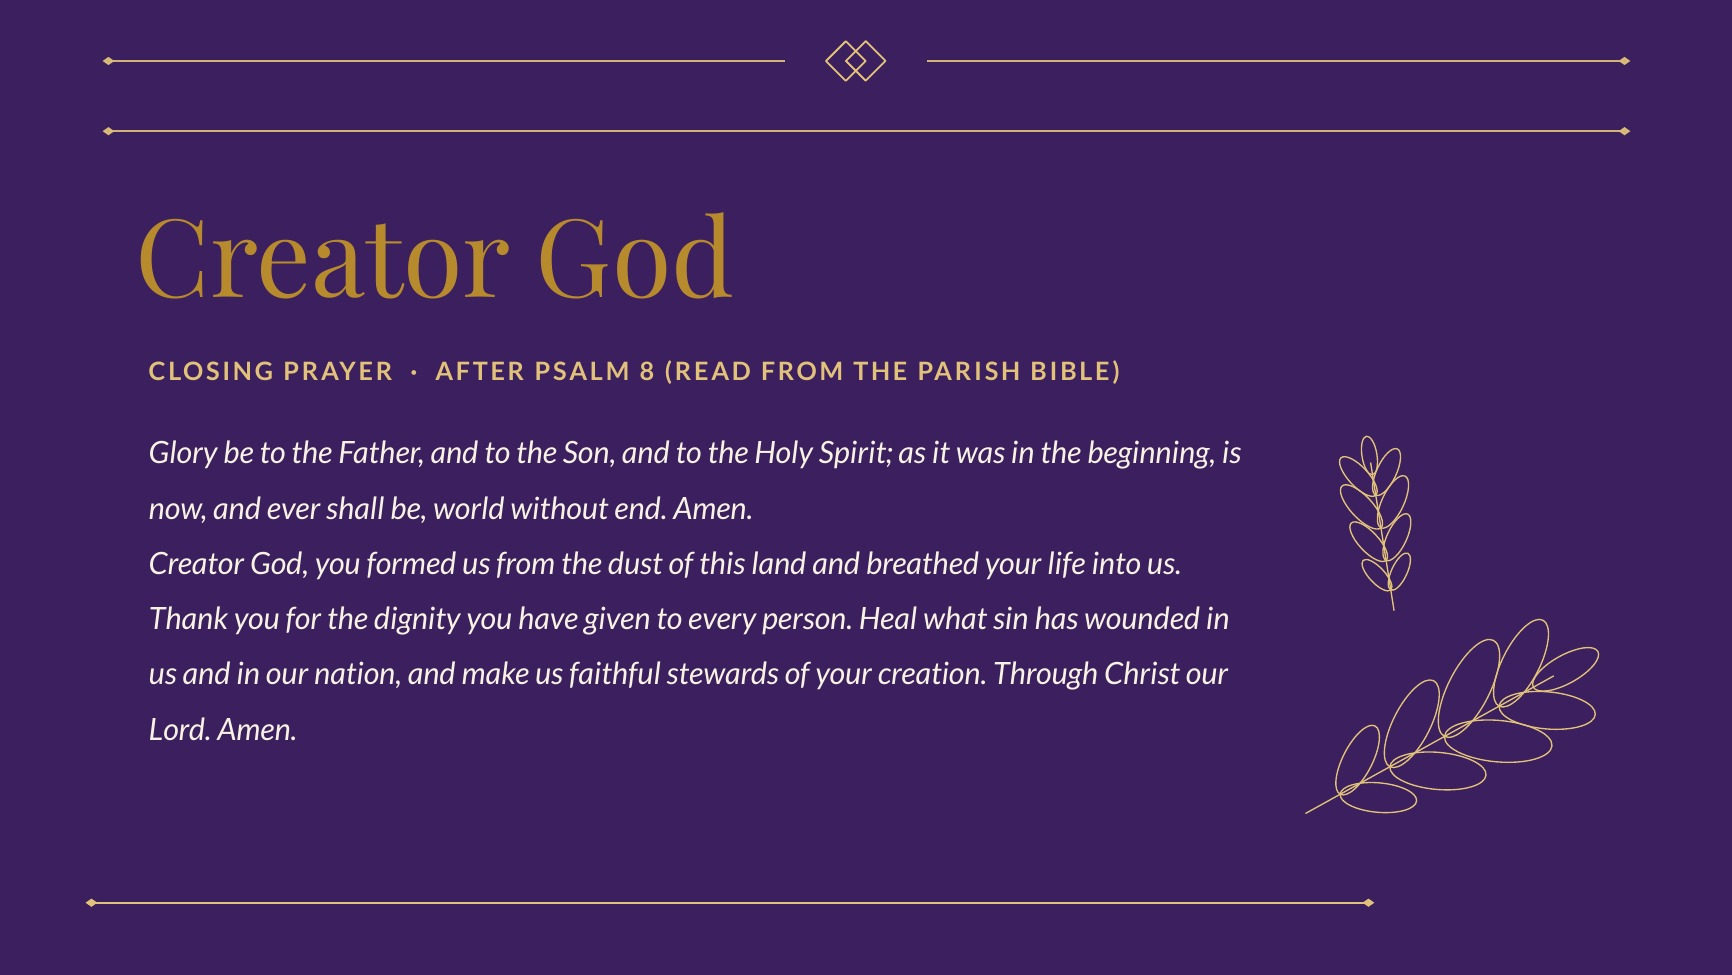 Creator God
CLOSING PRAYER · AFTER PSALM 8 (READ FROM THE PARISH BIBLE)
Glory be to the Father, and to the Son, and to the Holy Spirit; as it was in the beginning, is
now, and ever shall be, world without end. Amen.
Creator God, you formed us from the dust of this land and breathed your life into us.
Thank you for the dignity you have given to every person. Heal what sin has wounded in
us and in our nation, and make us faithful stewards of your creation. Through Christ our
Lord. Amen.